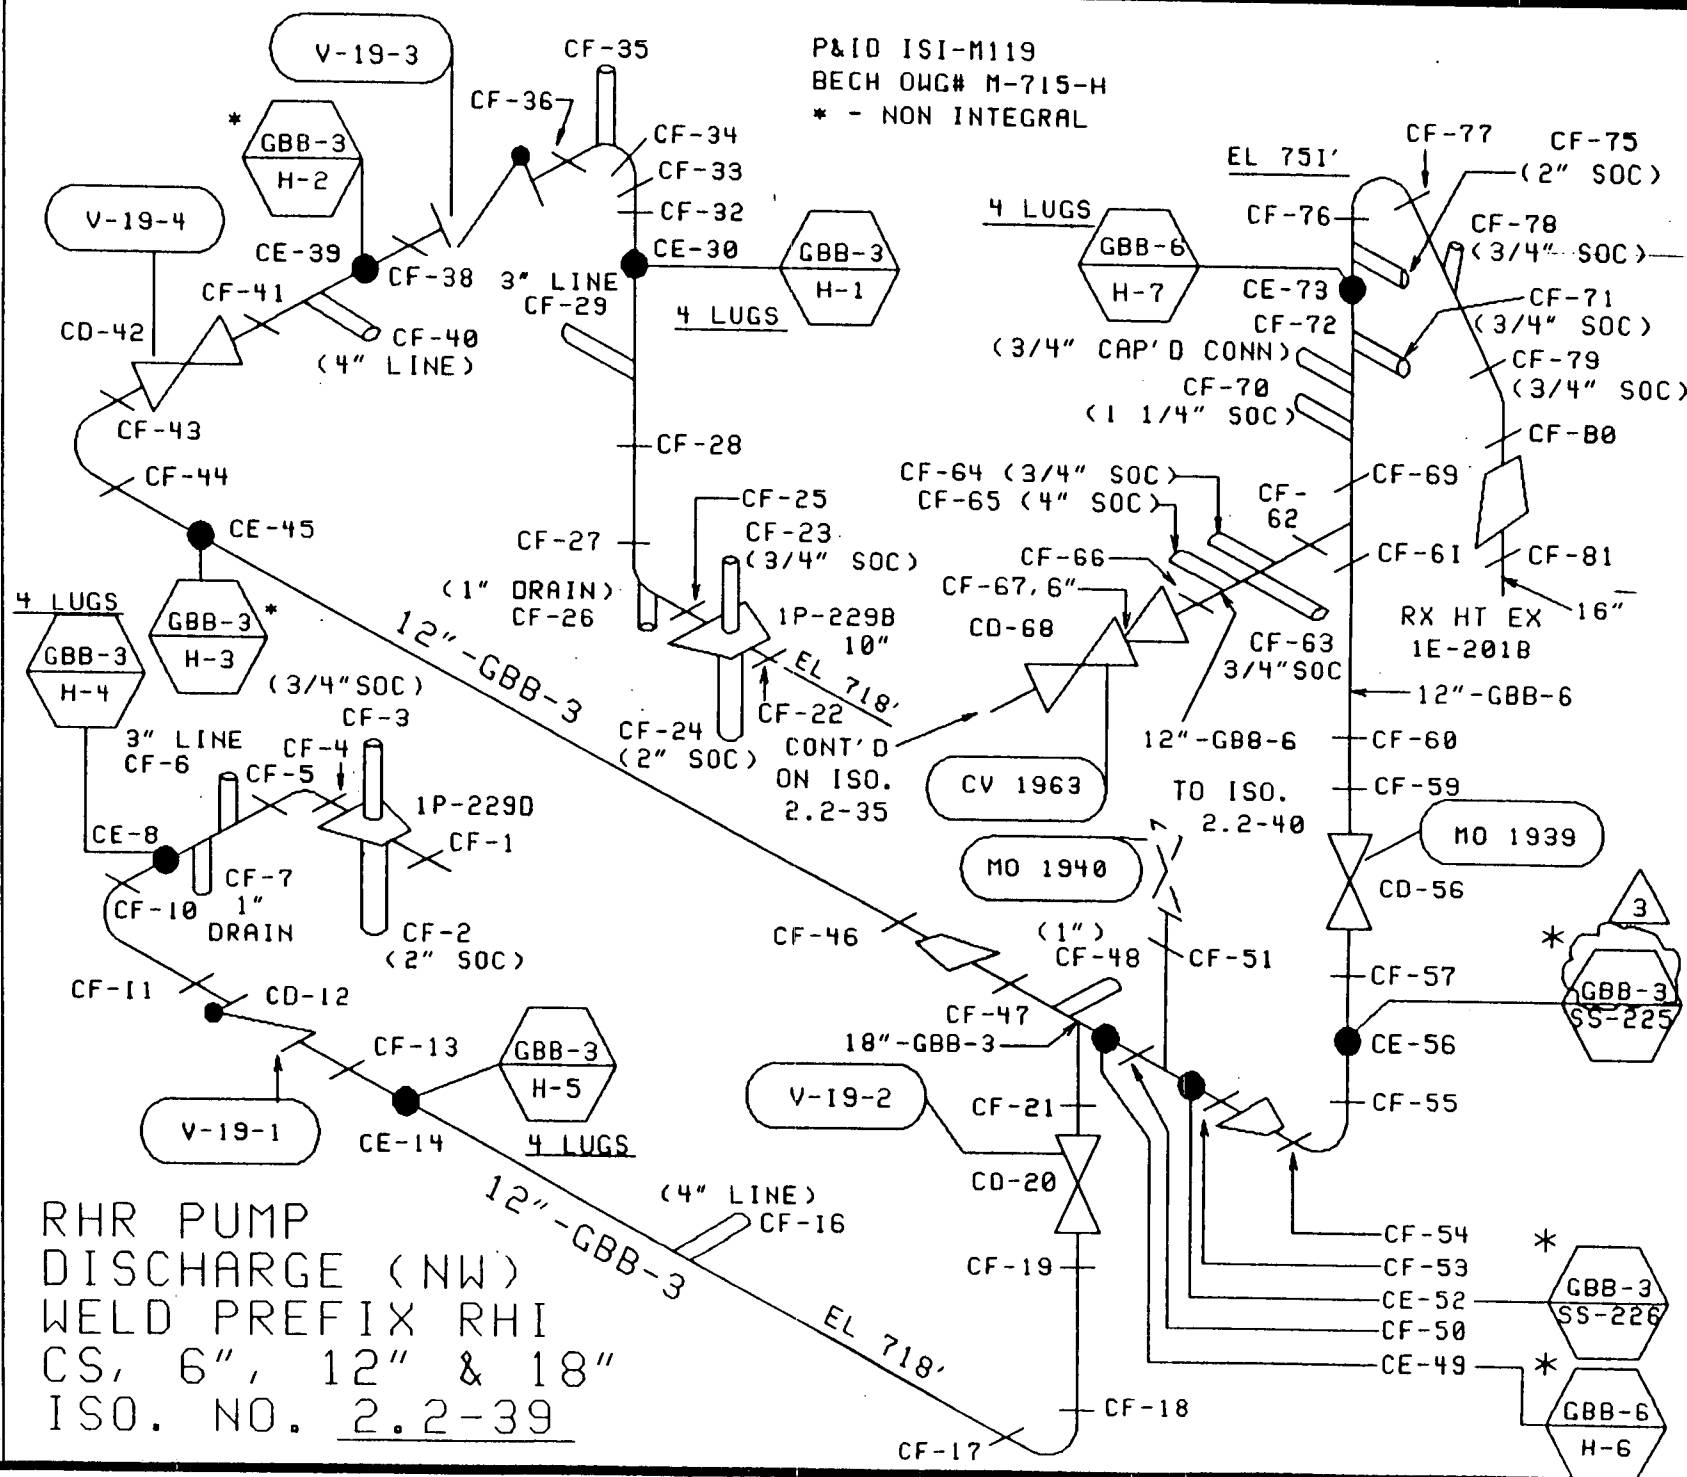 V-19-3
CF-35
P&ID ISI-M119
BECH OWG# M-715-H
* - NON INTEGRAL
CF-36
*
GBB-3
H-2
CF-34
CF-33
CF-32
V-19-4
CE-39
CF-38
CE-30
GBB-3
H-1
4 LUGS
3" LINE
CF-29
CF-41
CD-42
CF-40
(4" LINE)
CF-43
CF-44
CF-28
CE-45
CF-27
CF-25
CF-23
(3/4" SOC)
(1" DRAIN)
CF-26
1P-229B
10"
EL 718'
CF-22
CF-24
(2" SOC)
EL 751'
CF-77
CF-75
(2" SOC)
4 LUGS
GBB-6
H-7
CF-76
CF-78
(3/4" SOC)
CE-73
CF-71
(3/4" SOC)
CF-72
(3/4" CAP'D CONN)
CF-70
(1 1/4" SOC)
CF-79
(3/4" SOC)
CF-80
CF-64 (3/4" SOC)
CF-65 (4" SOC)
CF-
62
CF-69
CF-61
CF-81
CF-66
CF-67, 6"
CD-68
CF-63
3/4"SOC
RX HT EX
1E-201B
16"
12"-GBB-6
12"-GBB-6
CONT'D
ON ISO.
2.2-35
CV 1963
CF-60
CF-59
TO ISO.
2.2-40
MO 1939
MO 1940
CD-56
3
4 LUGS
GBB-3
H-4
GBB-3
H-3
*
12"-GBB-3
(3/4"SOC)
CF-3
3" LINE
CF-6
CF-4
CF-5
1P-229D
CF-1
CE-8
CF-7
1"
DRAIN
CF-10
CF-2
(2" SOC)
CF-11
CD-12
CF-13
V-19-1
GBB-3
H-5
CE-14
4 LUGS
12"-GBB-3
(4" LINE)
CF-16
EL 718'
CF-17
CF-18
CF-19
CD-20
CF-21
V-19-2
18"-GBB-3
CF-46
CF-47
(1")
CF-48
CF-51
CF-57
*
GBB-3
SS-225
CE-56
CF-55
CF-54
CF-53
CE-52
CF-50
CE-49
*
GBB-3
SS-226
*
GBB-6
H-6
RHR PUMP
DISCHARGE (NW)
WELD PREFIX RHI
CS, 6", 12" & 18"
ISO. NO. 2.2-39